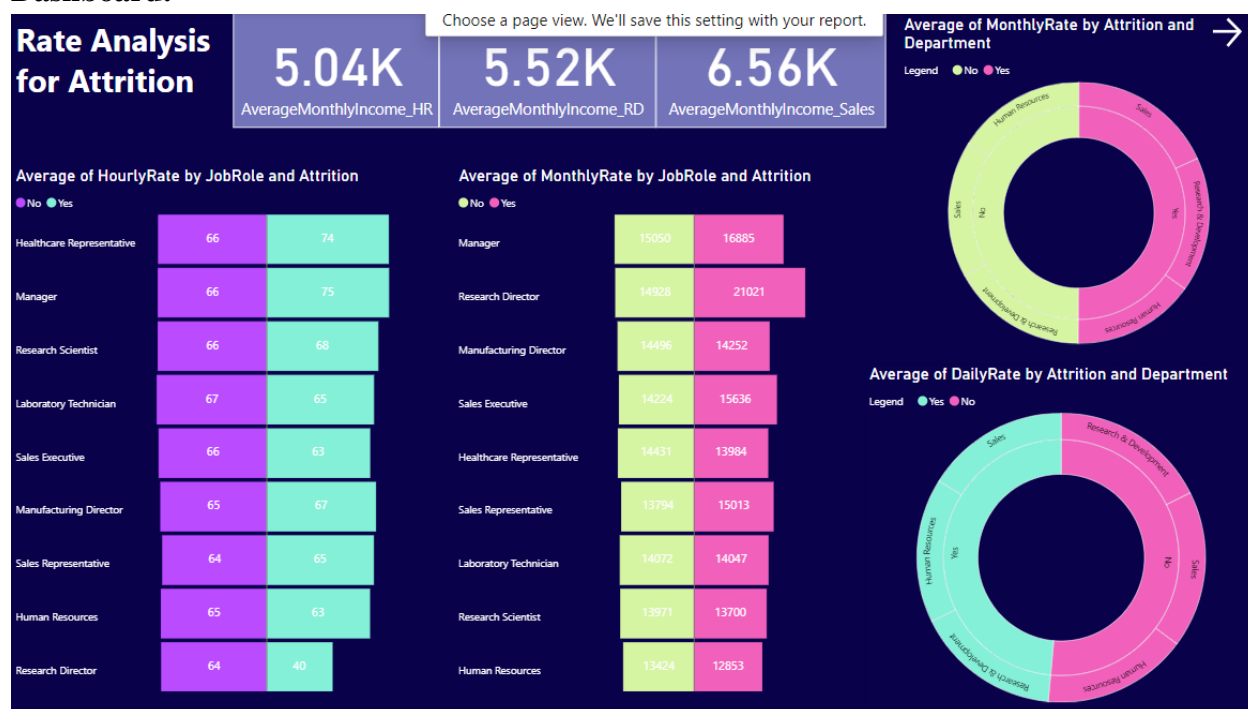 Dashboard:
Choose a page view. We'll save this setting with your report.
Rate Analysis
for Attrition
5.04K
AverageMonthlyIncome_HR
5.52K
AverageMonthlyIncome_RD
6.56K
AverageMonthlyIncome_Sales
Average of MonthlyRate by Attrition and
Department
Legend No Yes
Human Resources
Sales
Research & Development
Human Resources
Research & Development
Sales
No
Yes
Average of HourlyRate by JobRole and Attrition
No Yes
Healthcare Representative 66 74
Manager 66 75
Research Scientist 66 68
Laboratory Technician 67 65
Sales Executive 66 63
Manufacturing Director 65 67
Sales Representative 64 65
Human Resources 65 63
Research Director 64 40
Average of MonthlyRate by JobRole and Attrition
No Yes
Manager 15050 16885
Research Director 14928 21021
Manufacturing Director 14496 14252
Sales Executive 14224 15636
Healthcare Representative 14431 13984
Sales Representative 13794 15013
Laboratory Technician 14072 14047
Research Scientist 13971 13700
Human Resources 13424 12853
Average of DailyRate by Attrition and Department
Legend Yes No
Sales
Research & Development
Sales
Human Resources
Research & Development
Human Resources
Yes
No